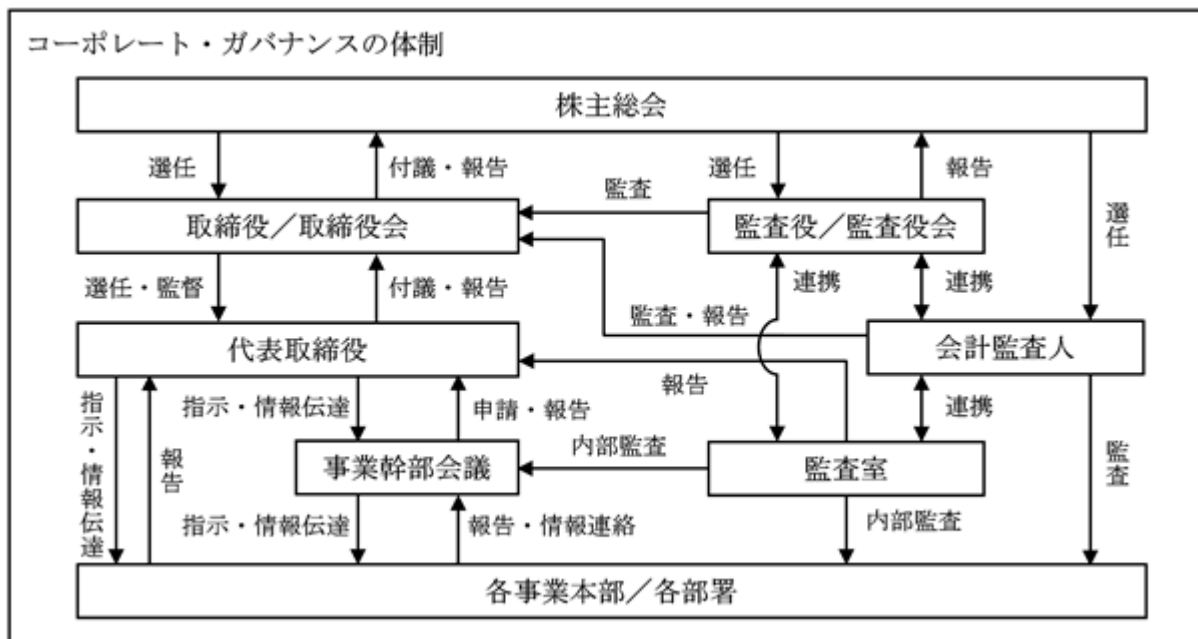 コーポレート・ガバナンスの体制
株主総会
選任
付議・報告
選任
報告
選任
監査
取締役／取締役会
監査役／監査役会
選任・監督
付議・報告
連携
連携
監査・報告
代表取締役
会計監査人
報告
指示・情報伝達
報告
指示・情報伝達
申請・報告
連携
監査
内部監査
事業幹部会議
監査室
指示・情報伝達
報告・情報連絡
内部監査
各事業本部／各部署